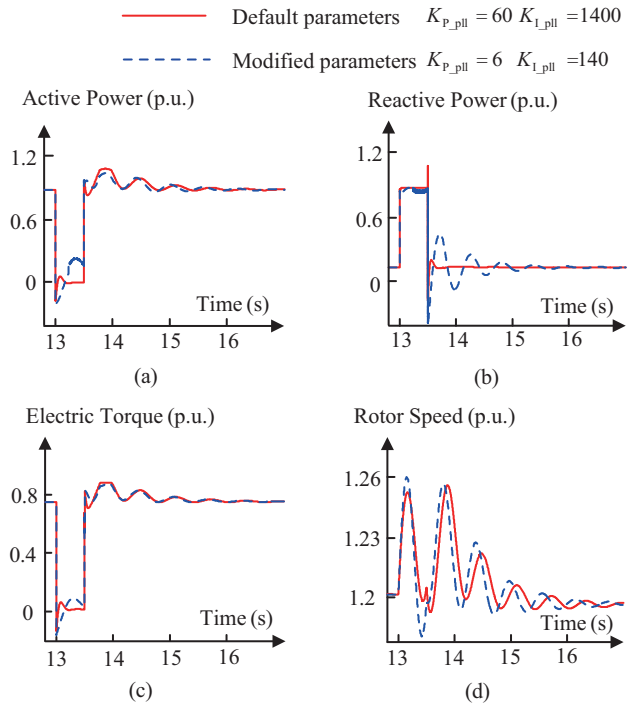 Default parameters K_P_pll = 60 K_I_pll =1400
Modified parameters K_P_pll = 6 K_I_pll =140
Active Power (p.u.)
1.2
0.6
0
Time (s)
13 14 15 16
(a)
Reactive Power (p.u.)
1.2
0.6
0
Time (s)
13 14 15 16
(b)
Electric Torque (p.u.)
0.8
0.4
0
Time (s)
13 14 15 16
(c)
Rotor Speed (p.u.)
1.26
1.23
1.2
Time (s)
13 14 15 16
(d)